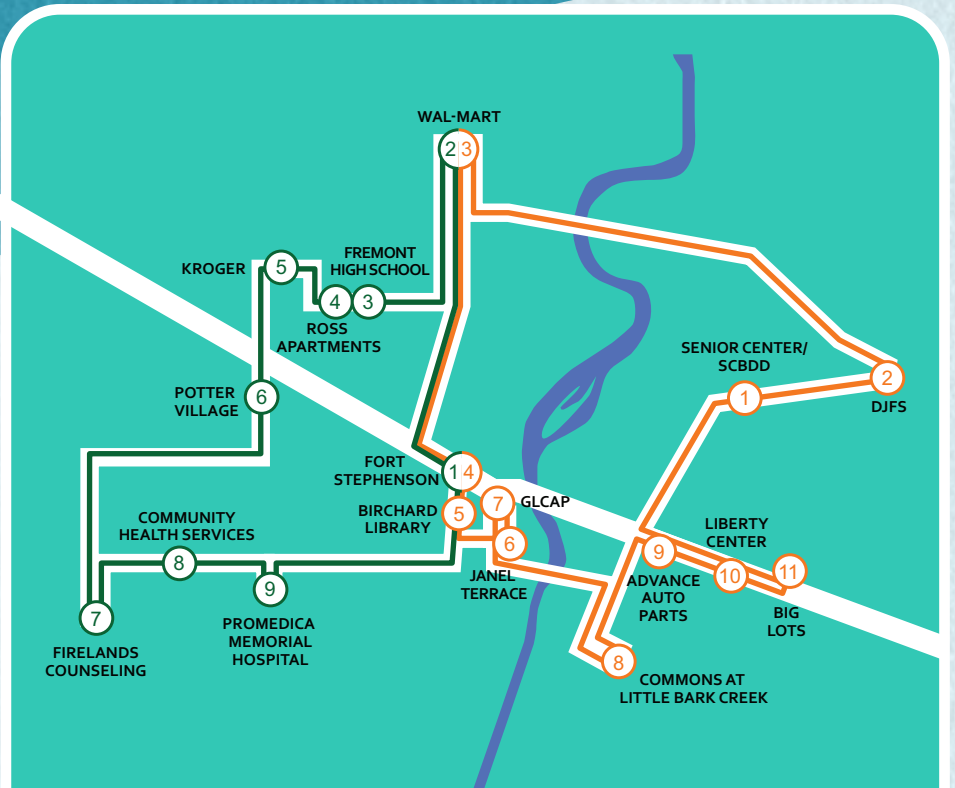 WAL-MART
2
3
FREMONT
HIGH SCHOOL
KROGER
5
4
3
ROSS
APARTMENTS
SENIOR CENTER/
SCBDD
1
2
DJFS
POTTER
VILLAGE
6
FORT
STEPHENSON
1
4
BIRCHARD
LIBRARY
5
7
GLCAP
6
JANEL
TERRACE
COMMUNITY
HEALTH SERVICES
8
9
PROMEDICA
MEMORIAL
HOSPITAL
7
FIRELANDS
COUNSELING
LIBERTY
CENTER
9
10
11
ADVANCE
AUTO
PARTS
BIG
LOTS
8
COMMONS AT
LITTLE BARK CREEK